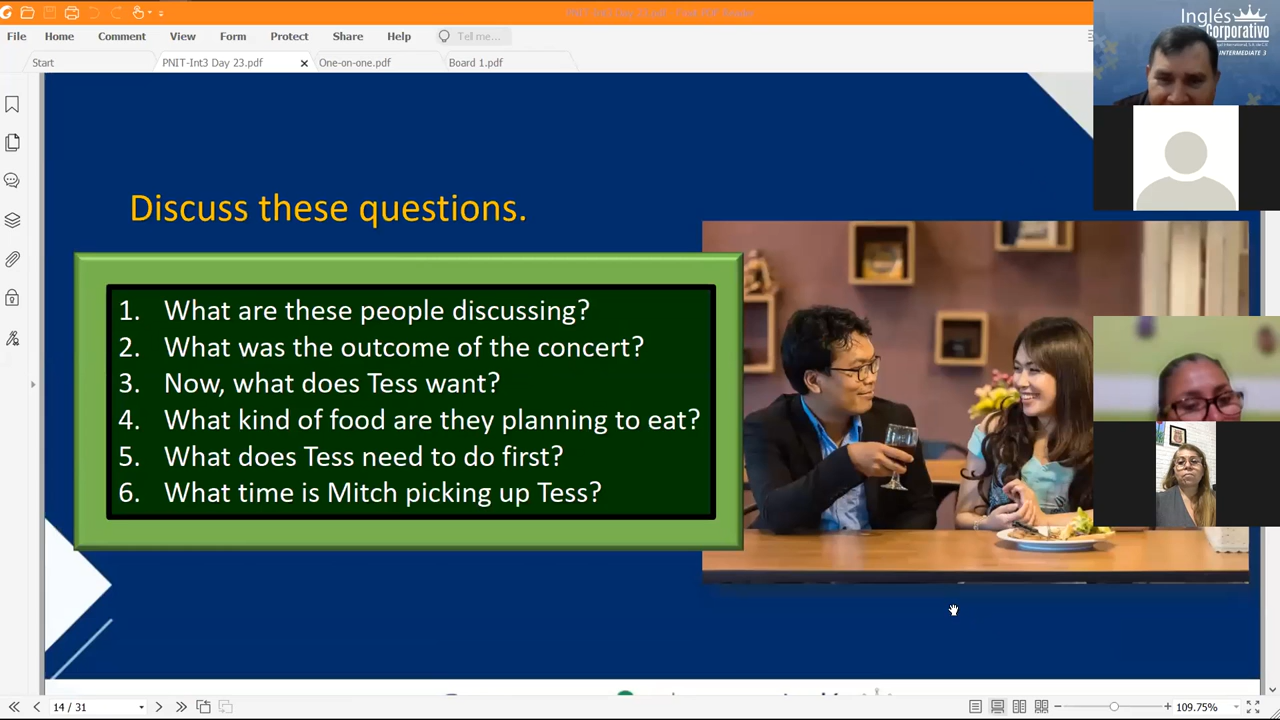 File Home Comment View Form Protect Share Help Tell me...
Start PNIT-Int3 Day 23.pdf One-on-one.pdf Board 1.pdf
Inglés
Corporativo
INTERMEDIATE 3
Discuss these questions.
1. What are these people discussing?
2. What was the outcome of the concert?
3. Now, what does Tess want?
4. What kind of food are they planning to eat?
5. What does Tess need to do first?
6. What time is Mitch picking up Tess?
14 / 31
109.75%